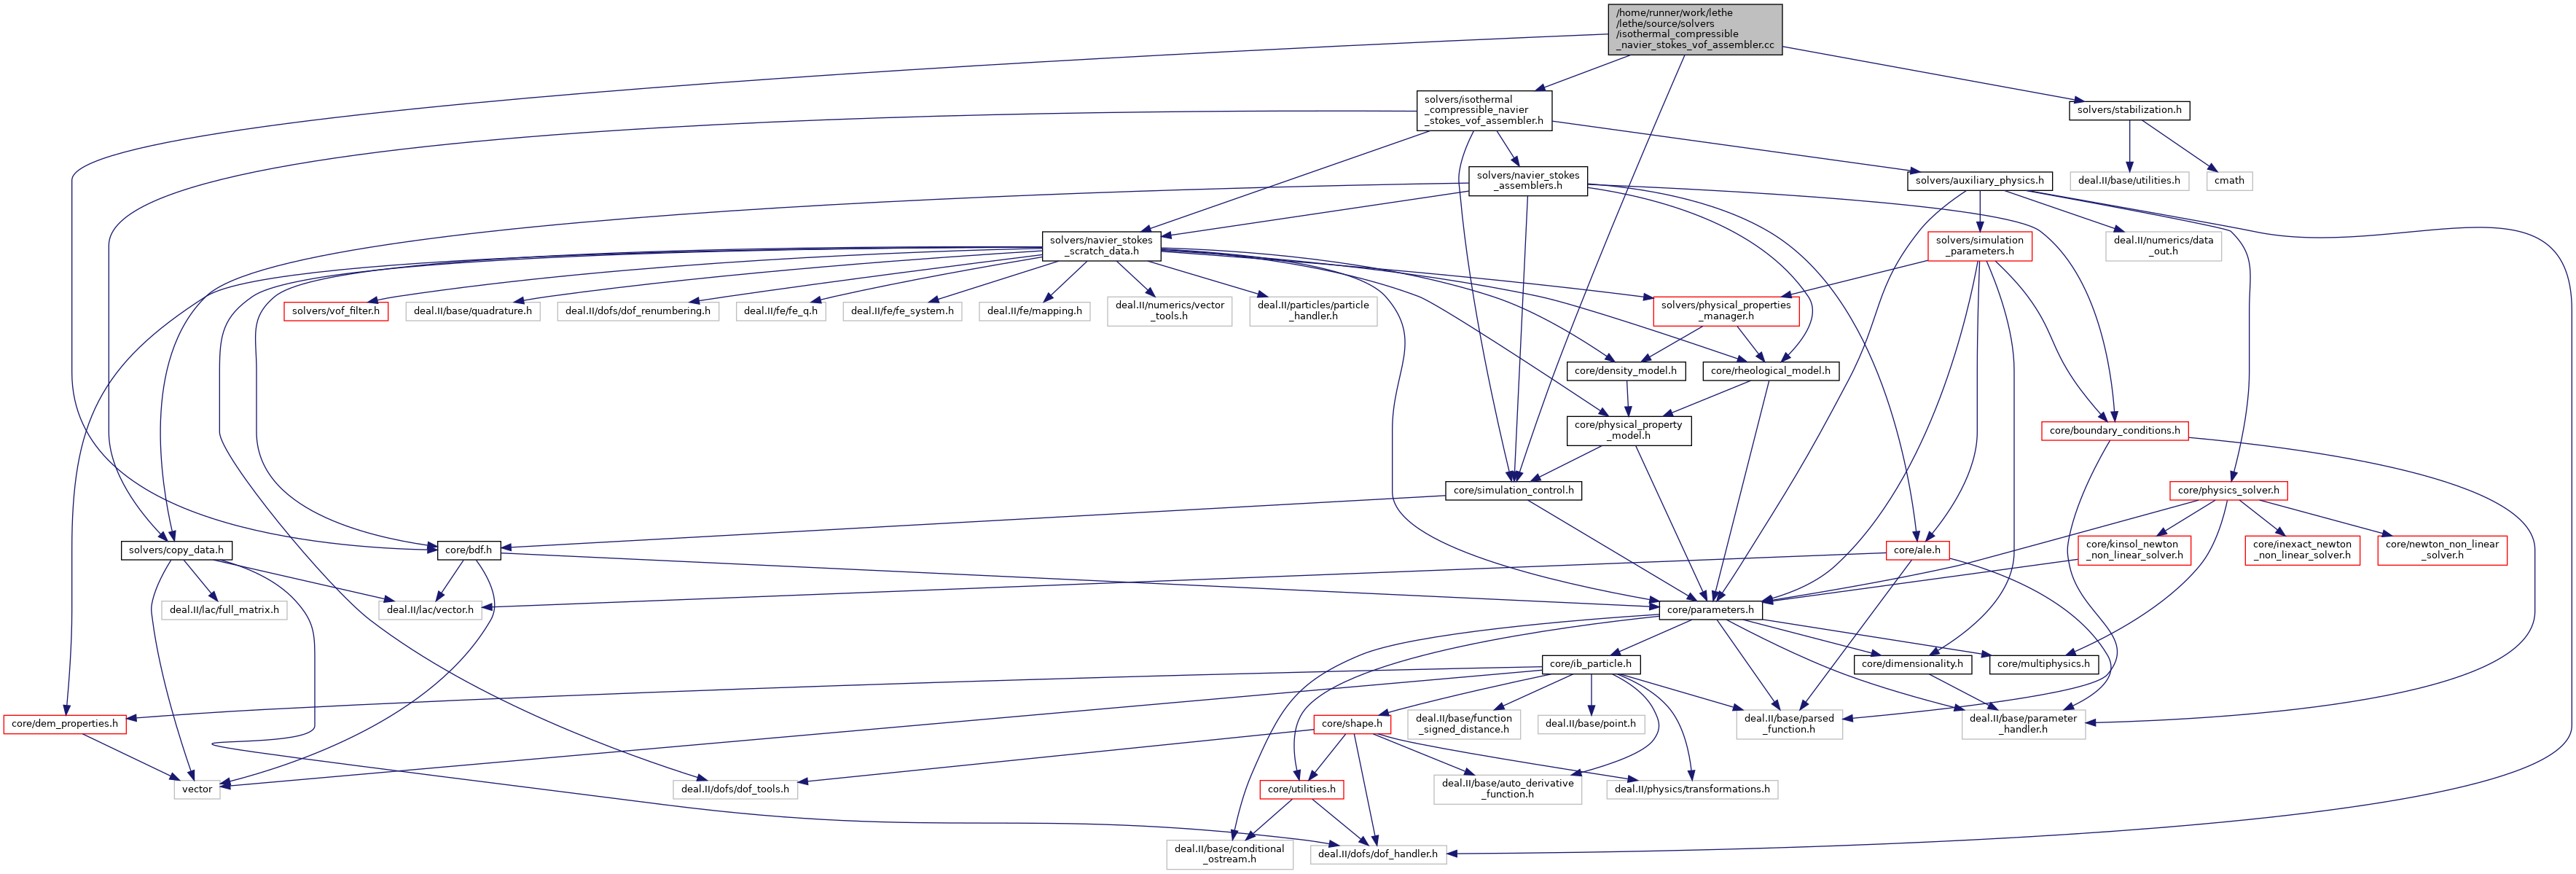 /home/runner/work/lethe
/lethe/source/solvers
/isothermal_compressible
_navier_stokes_vof_assembler.cc
solvers/isothermal
_compressible_navier
_stokes_vof_assembler.h
solvers/stabilization.h
solvers/navier_stokes
_assemblers.h
solvers/auxiliary_physics.h
deal.II/base/utilities.h
cmath
solvers/navier_stokes
_scratch_data.h
solvers/simulation
_parameters.h
deal.II/numerics/data
_out.h
solvers/vof_filter.h
deal.II/base/quadrature.h
deal.II/dofs/dof_renumbering.h
deal.II/fe/fe_q.h
deal.II/fe/fe_system.h
deal.II/fe/mapping.h
deal.II/numerics/vector
_tools.h
deal.II/particles/particle
_handler.h
solvers/physical_properties
_manager.h
core/density_model.h
core/rheological_model.h
core/physical_property
_model.h
core/boundary_conditions.h
core/simulation_control.h
core/physics_solver.h
solvers/copy_data.h
core/bdf.h
core/ale.h
core/kinsol_newton
_non_linear_solver.h
core/inexact_newton
_non_linear_solver.h
core/newton_non_linear
_solver.h
deal.II/lac/full_matrix.h
deal.II/lac/vector.h
core/parameters.h
core/ib_particle.h
core/dimensionality.h
core/multiphysics.h
core/dem_properties.h
core/shape.h
deal.II/base/function
_signed_distance.h
deal.II/base/point.h
deal.II/base/parsed
_function.h
deal.II/base/parameter
_handler.h
vector
deal.II/dofs/dof_tools.h
core/utilities.h
deal.II/base/auto_derivative
_function.h
deal.II/physics/transformations.h
deal.II/base/conditional
_ostream.h
deal.II/dofs/dof_handler.h